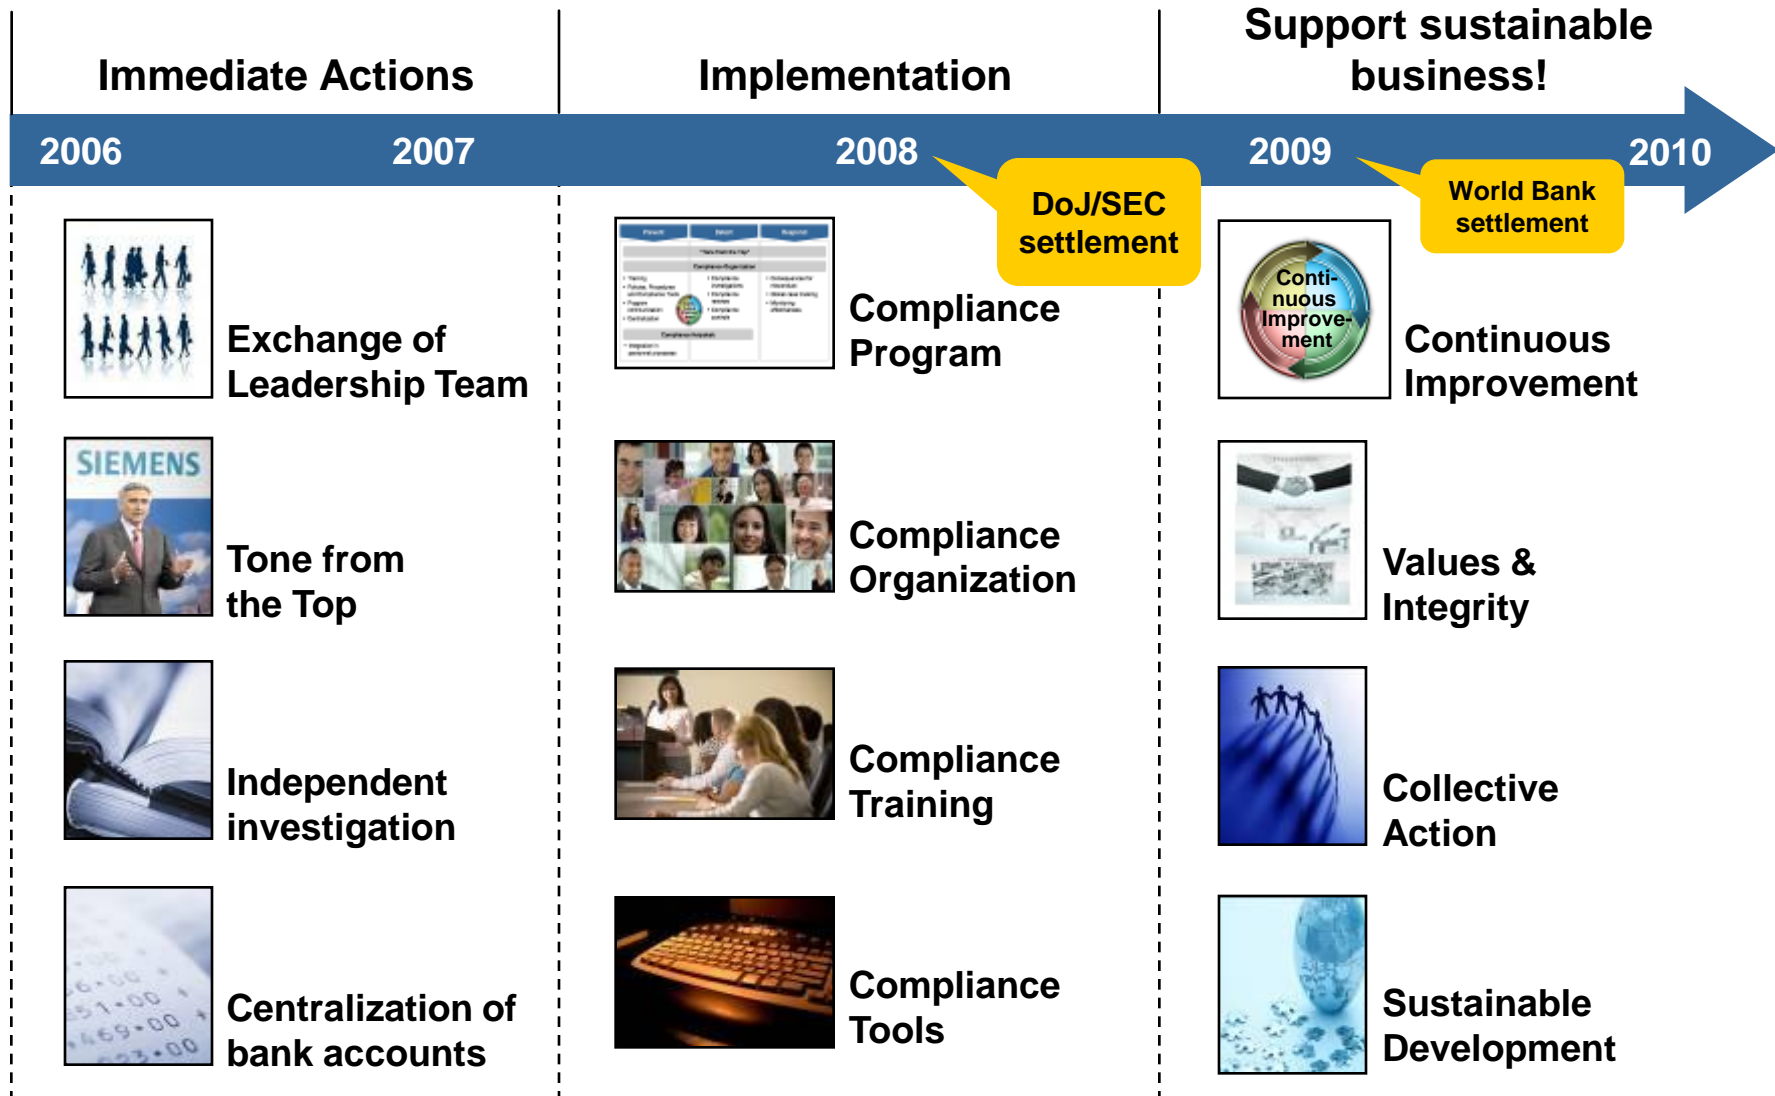 Immediate Actions
Implementation
Support sustainable
business!
2006
2007
2008
2009
2010
DoJ/SEC
settlement
World Bank
settlement
Exchange of
Leadership Team
SIEMENS
Tone from
the Top
Independent
investigation
Centralization of
bank accounts
Compliance
Program
Compliance
Organization
Compliance
Training
Compliance
Tools
Conti-
nuous
Improve-
ment
Continuous
Improvement
Values &
Integrity
Collective
Action
Sustainable
Development